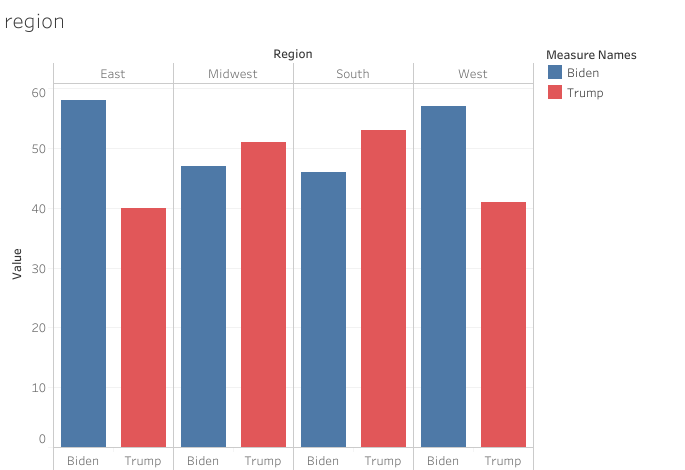 region
Region
East Midwest South West
60
50
40
30
20
10
0
Value
Biden Trump Biden Trump Biden Trump Biden Trump
Measure Names
Biden
Trump